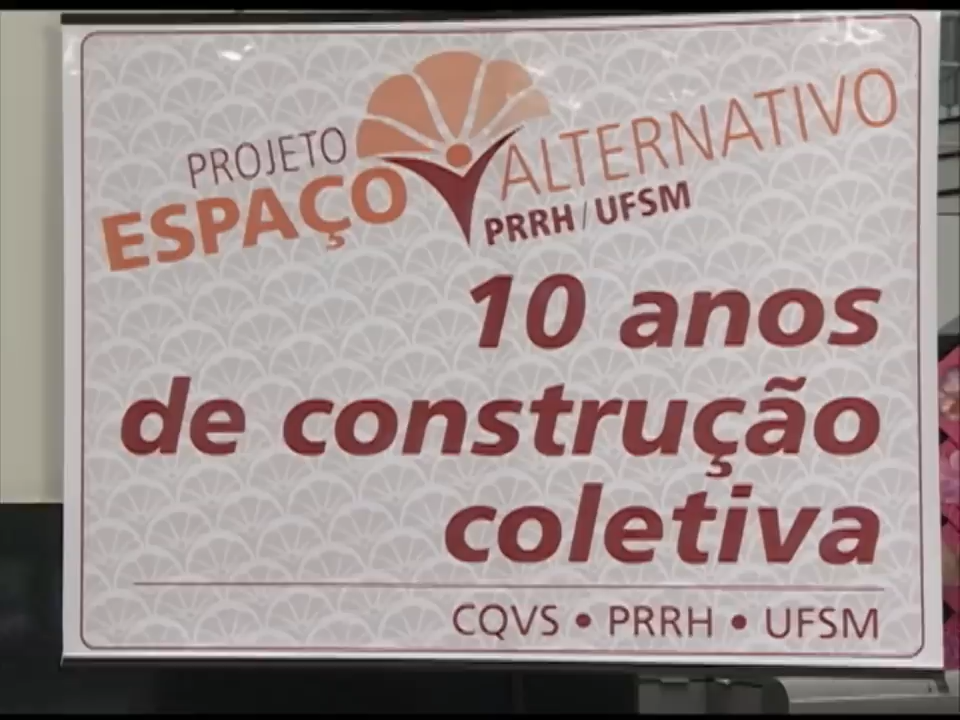 PROJETO
ESPAÇO
ALTERNATIVO
PRRH/UFSM
10 anos
de construção
coletiva
CQVS • PRRH • UFSM